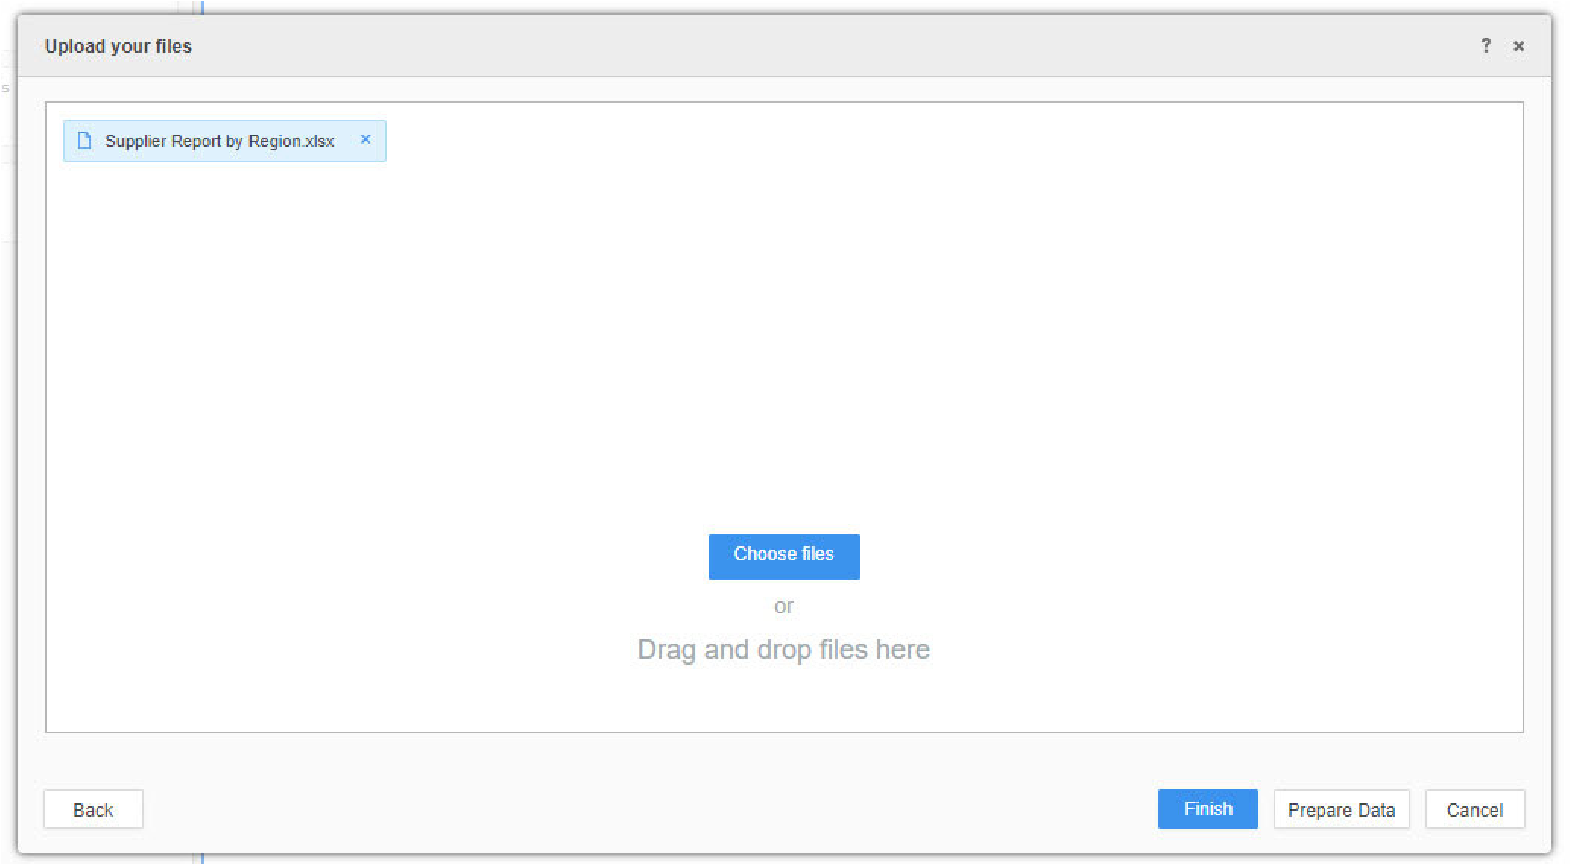 Upload your files
?
s
Supplier Report by Region.xlsx
Choose files
or
Drag and drop files here
Back
Finish
Prepare Data
Cancel